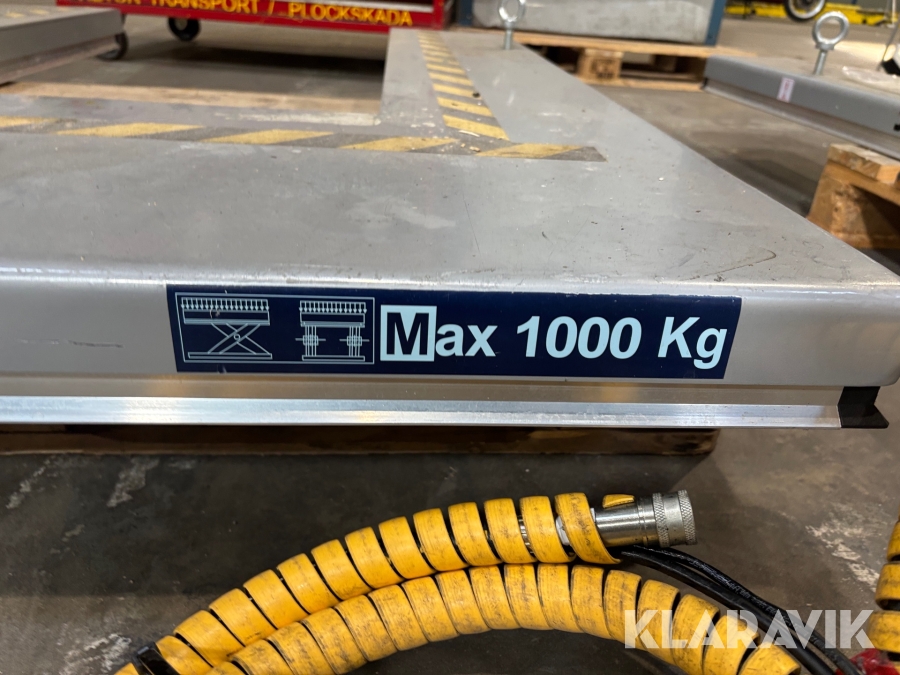 TRANSPORT / PLOCKSKADA
Max 1000 Kg
KLARAVIK